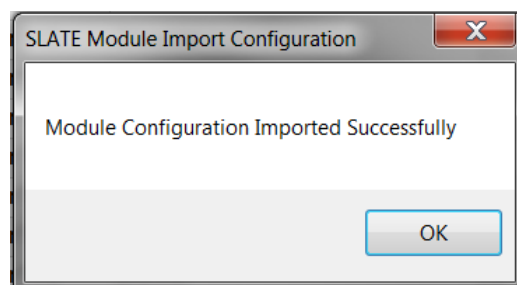 SLATE Module Import Configuration
X
Module Configuration Imported Successfully
OK